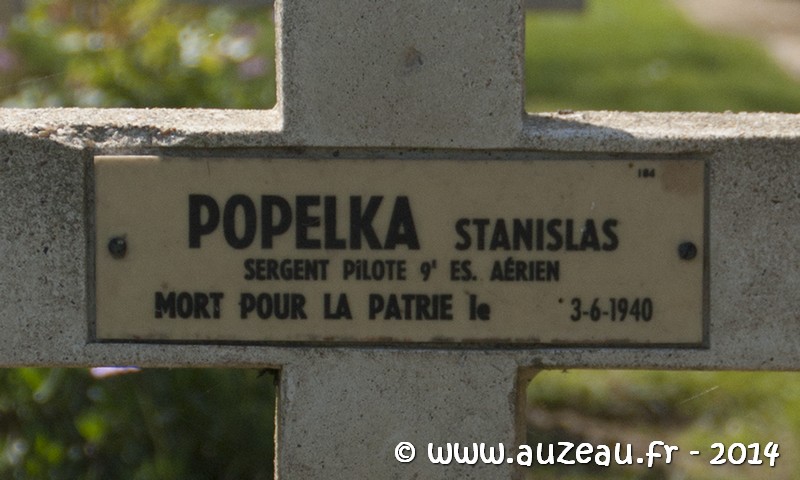 184
POPELKA STANISLAS
SERGENT PiLOTE 9e ES. AÉRIEN
MORT POUR LA PATRIE le 3-6-1940
© www.auzeau.fr - 2014